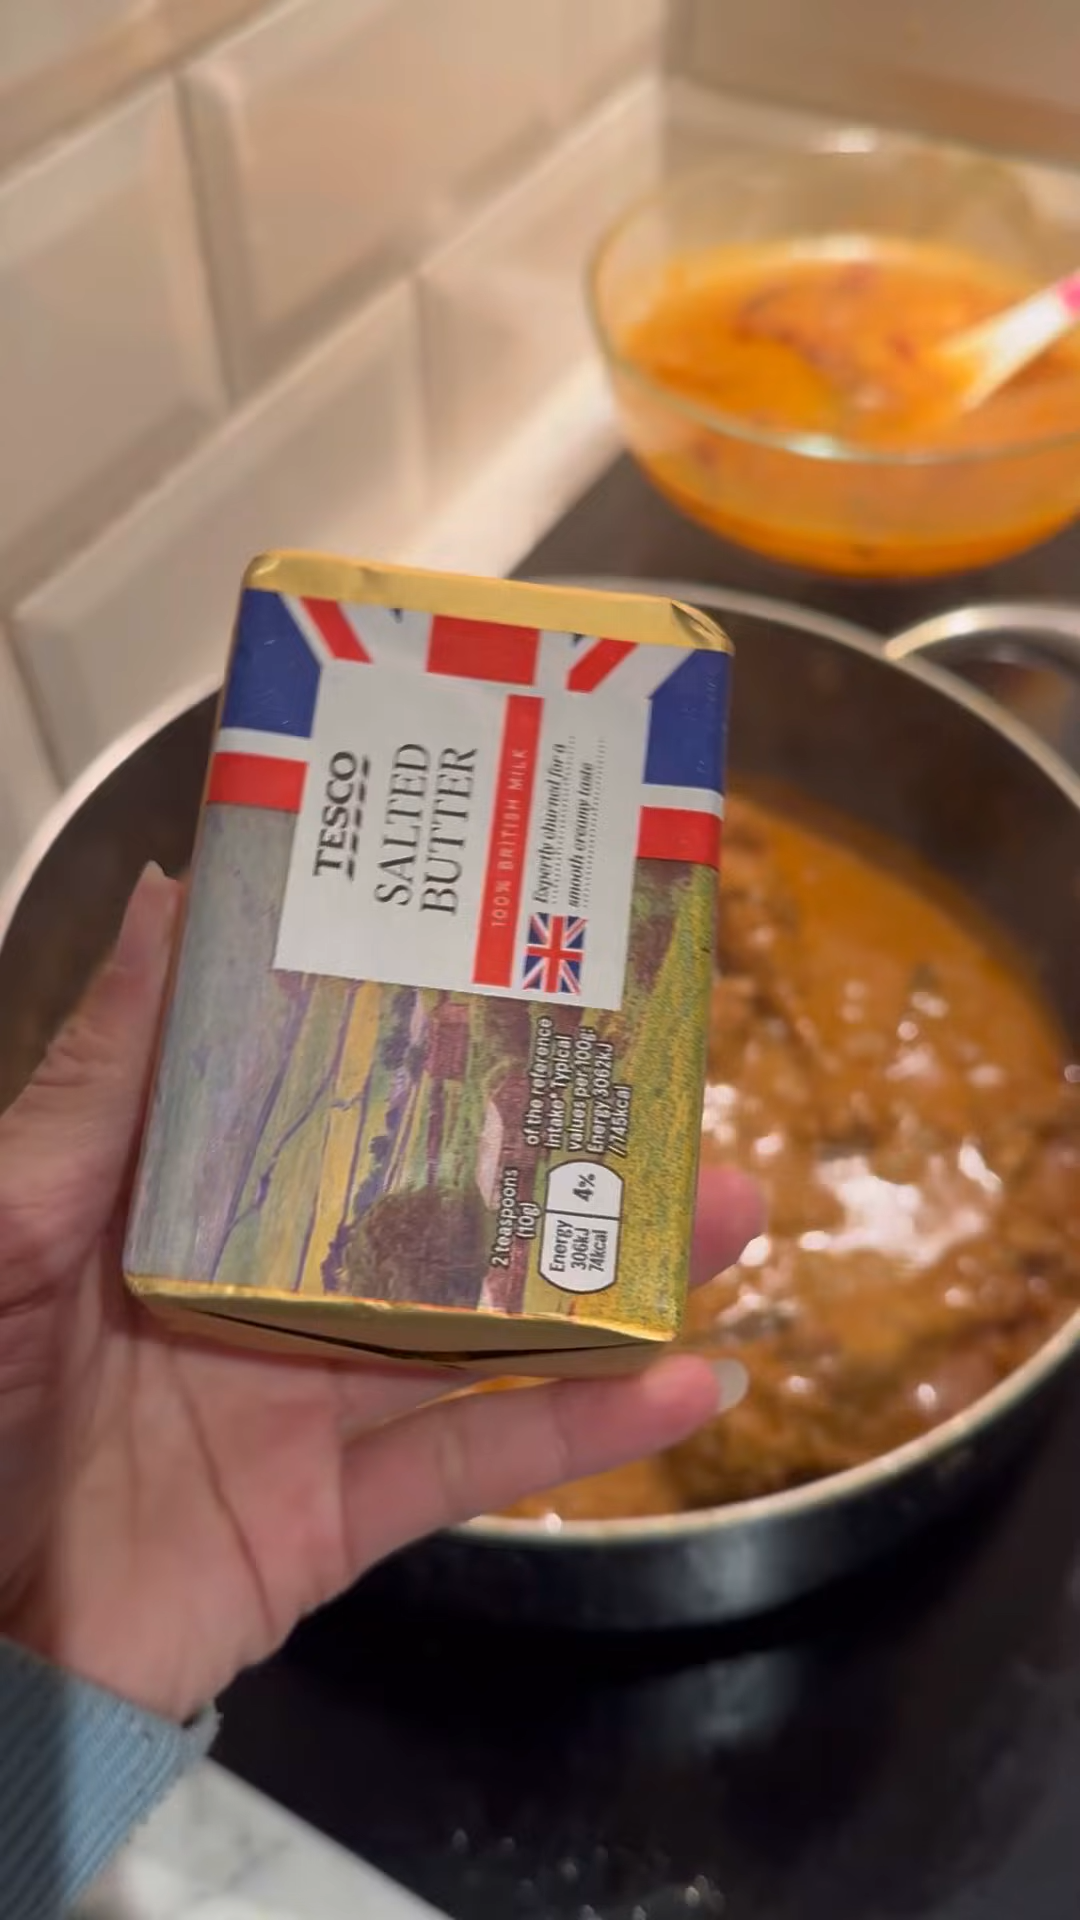 TESCO
SALTED
BUTTER
100% BRITISH MILK
Expertly churned for a
smooth creamy taste
2 teaspoons
(10g)
Energy
306kJ
74kcal
4%
of the reference
intake* Typical
values per 100g:
Energy 3062kJ
/745kcal